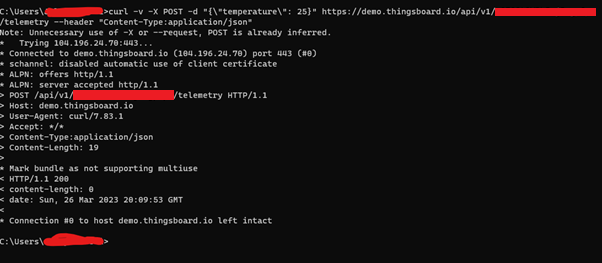 C:\Users\>curl -v -X POST -d "{\"temperature\": 25}" https://demo.thingsboard.io/api/v1/
/telemetry --header "Content-Type:application/json"
Note: Unnecessary use of -X or --request, POST is already inferred.
*   Trying 104.196.24.70:443...
* Connected to demo.thingsboard.io (104.196.24.70) port 443 (#0)
* schannel: disabled automatic use of client certificate
* ALPN: offers http/1.1
* ALPN: server accepted http/1.1
> POST /api/v1/ /telemetry HTTP/1.1
> Host: demo.thingsboard.io
> User-Agent: curl/7.83.1
> Accept: */*
> Content-Type:application/json
> Content-Length: 19
>
* Mark bundle as not supporting multiuse
< HTTP/1.1 200
< content-length: 0
< date: Sun, 26 Mar 2023 20:09:53 GMT
<
* Connection #0 to host demo.thingsboard.io left intact
C:\Users\>